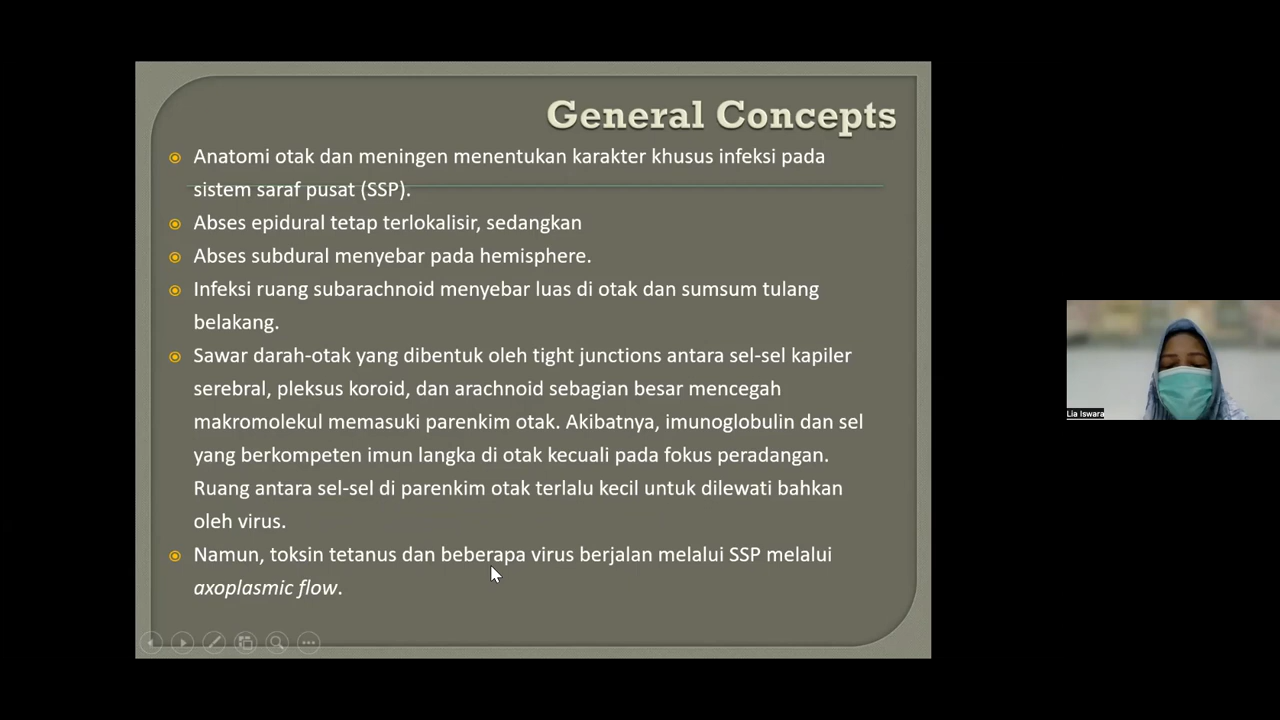 General Concepts
Anatomi otak dan meningen menentukan karakter khusus infeksi pada
sistem saraf pusat (SSP).
Abses epidural tetap terlokalisir, sedangkan
Abses subdural menyebar pada hemisphere.
Infeksi ruang subarachnoid menyebar luas di otak dan sumsum tulang
belakang.
Sawar darah-otak yang dibentuk oleh tight junctions antara sel-sel kapiler
serebral, pleksus koroid, dan arachnoid sebagian besar mencegah
makromolekul memasuki parenkim otak. Akibatnya, imunoglobulin dan sel
yang berkompeten imun langka di otak kecuali pada fokus peradangan.
Ruang antara sel-sel di parenkim otak terlalu kecil untuk dilewati bahkan
oleh virus.
Namun, toksin tetanus dan beberapa virus berjalan melalui SSP melalui
axoplasmic flow.
Lia Iswara